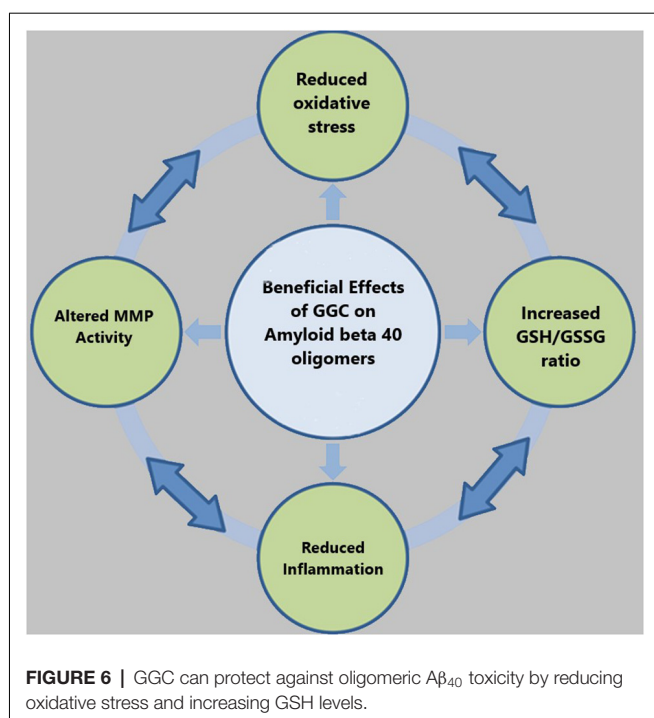 Reduced
oxidative
stress
Beneficial Effects
of GGC on
Amyloid beta 40
oligomers
Altered MMP
Activity
Increased
GSH/GSSG
ratio
Reduced
Inflammation
FIGURE 6 | GGC can protect against oligomeric Aβ₄₀ toxicity by reducing
oxidative stress and increasing GSH levels.